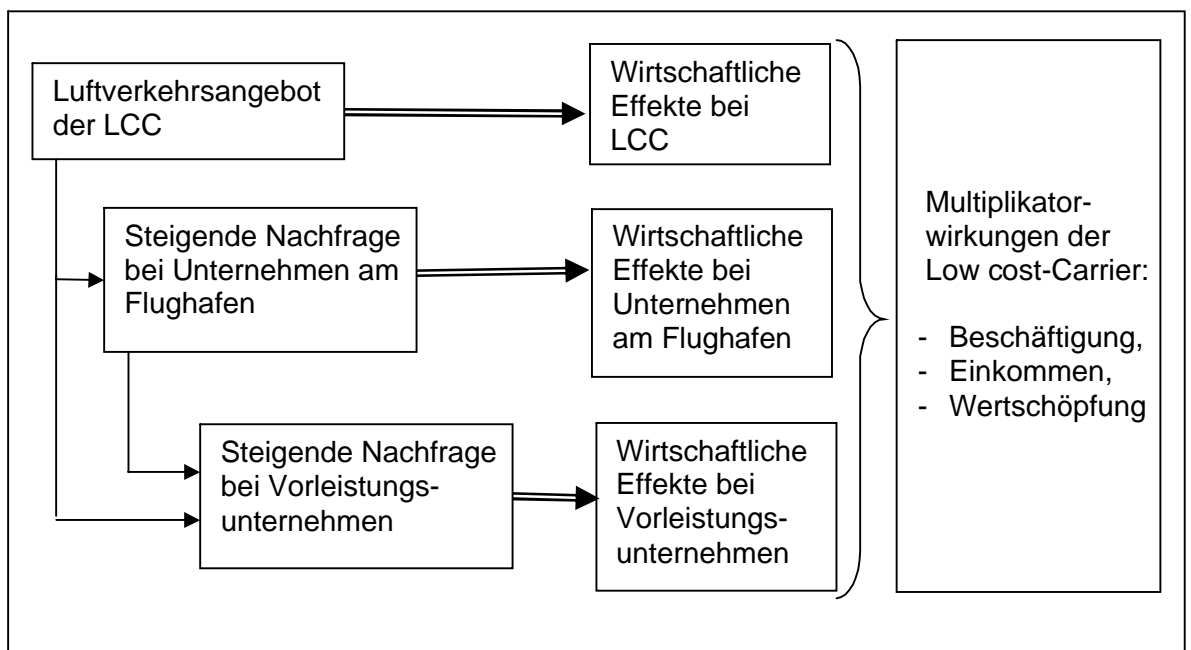 Luftverkehrsangebot
der LCC
Wirtschaftliche
Effekte bei
LCC
Steigende Nachfrage
bei Unternehmen am
Flughafen
Wirtschaftliche
Effekte bei
Unternehmen
am Flughafen
Steigende Nachfrage
bei Vorleistungs-
unternehmen
Wirtschaftliche
Effekte bei
Vorleistungs-
unternehmen
Multiplikator-
wirkungen der
Low cost-Carrier:
- Beschäftigung,
- Einkommen,
- Wertschöpfung